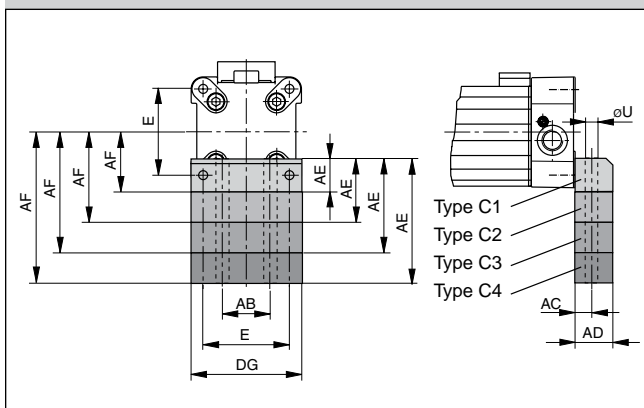 E
AF
AF
AF
AF
AE
AE
AE
AE
AB
E
DG
øU
Type C1
Type C2
Type C3
Type C4
AC
AD